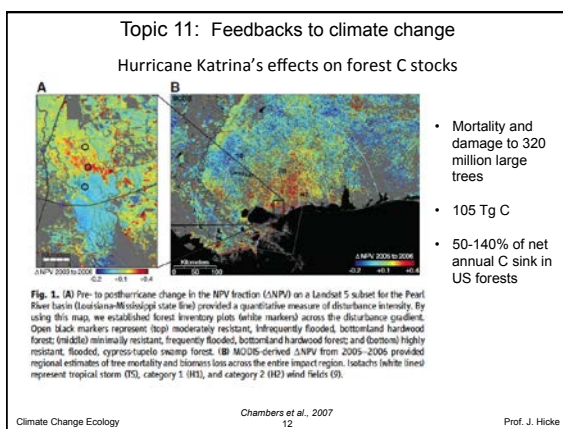 Topic 11: Feedbacks to climate change
Hurricane Katrina's effects on forest C stocks
A
B
Kilometers
0 50 100
Δ NPV 2003 to 2006
-0.2 +0.1 +0.4
Δ NPV 2005 to 2006
-0.2 +0.1 +0.4
Fig. 1. (A) Pre- to posthurricane change in the NPV fraction (ΔNPV) on a Landsat 5 subset for the Pearl
River basin (Louisiana-Mississippi state line) provided a quantitative measure of disturbance intensity. By
using this map, we established forest inventory plots (white markers) across the disturbance gradient.
Open black markers represent (top) moderately resistant, infrequently flooded, bottomland hardwood
forest; (middle) minimally resistant, frequently flooded, bottomland hardwood forest; and (bottom) highly
resistant, flooded, cypress-tupelo swamp forest. (B) MODIS-derived ΔNPV from 2005–2006 provided
regional estimates of tree mortality and biomass loss across the entire impact region. Isotachs (white lines)
represent tropical storm (TS), category 1 (H1), and category 2 (H2) wind fields (9).
• Mortality and
damage to 320
million large
trees
• 105 Tg C
• 50-140% of net
annual C sink in
US forests
Climate Change Ecology
Chambers et al., 2007
12
Prof. J. Hicke